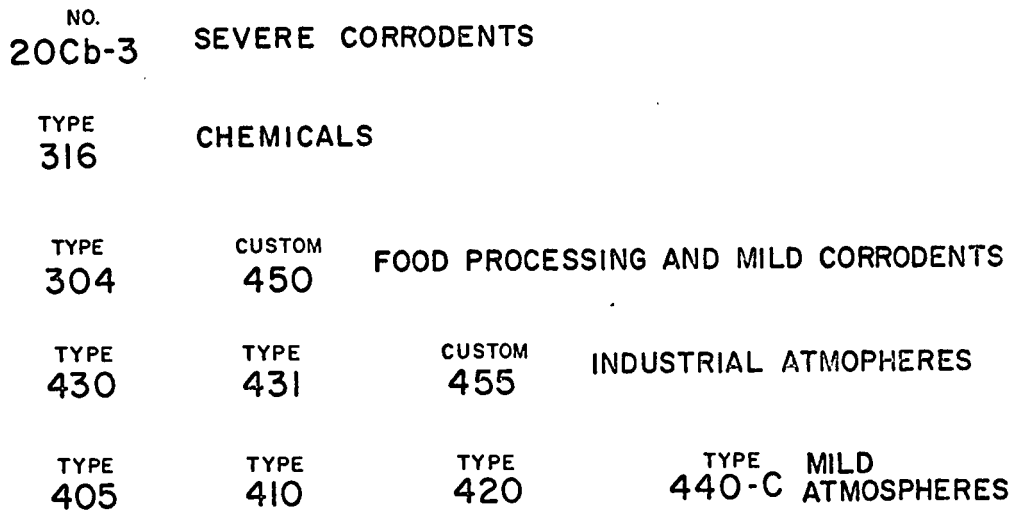 NO.
20Cb-3 SEVERE CORRODENTS
TYPE
316 CHEMICALS
TYPE CUSTOM
304 450 FOOD PROCESSING AND MILD CORRODENTS
TYPE TYPE CUSTOM
430 431 455 INDUSTRIAL ATMOPHERES
TYPE TYPE TYPE TYPE MILD
405 410 420 440-C ATMOSPHERES